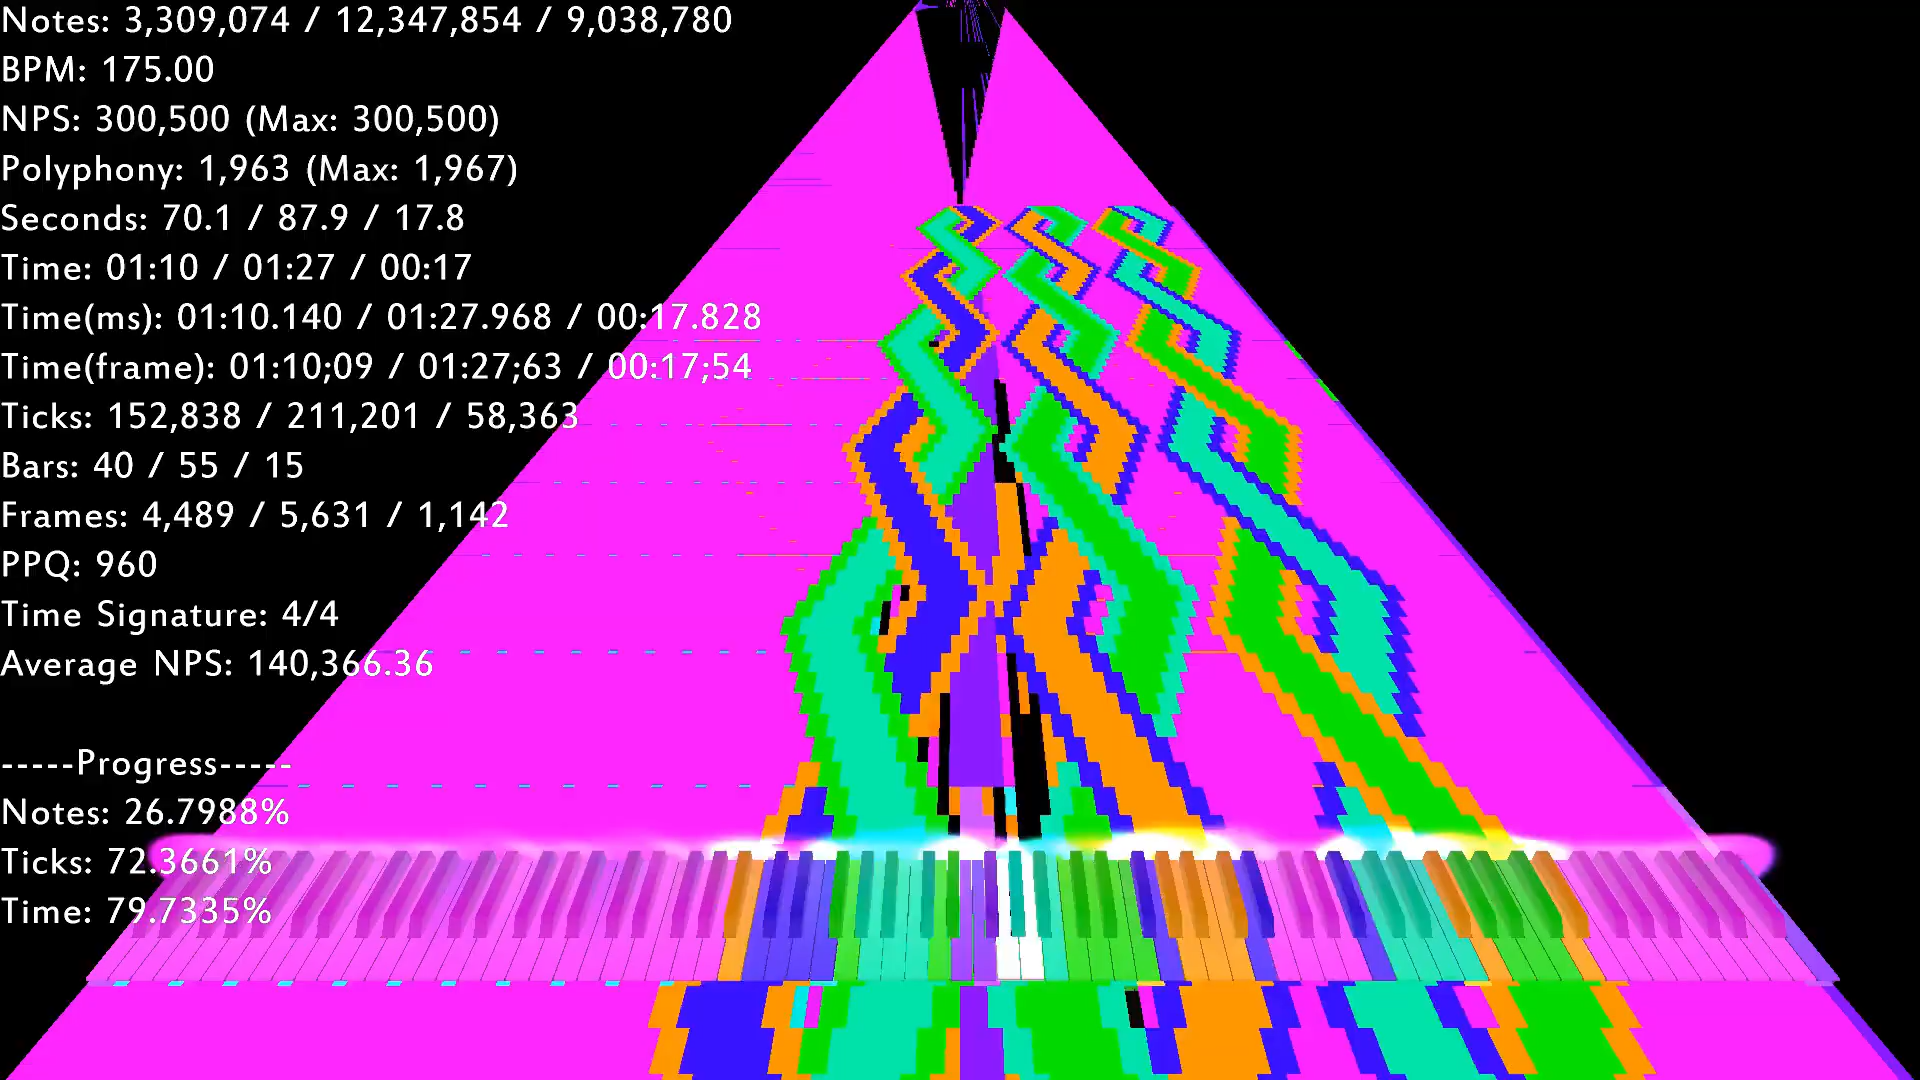 Notes: 3,309,074 / 12,347,854 / 9,038,780
BPM: 175.00
NPS: 300,500 (Max: 300,500)
Polyphony: 1,963 (Max: 1,967)
Seconds: 70.1 / 87.9 / 17.8
Time: 01:10 / 01:27 / 00:17
Time(ms): 01:10.140 / 01:27.968 / 00:17.828
Time(frame): 01:10;09 / 01:27;63 / 00:17;54
Ticks: 152,838 / 211,201 / 58,363
Bars: 40 / 55 / 15
Frames: 4,489 / 5,631 / 1,142
PPQ: 960
Time Signature: 4/4
Average NPS: 140,366.36
-----Progress-----
Notes: 26.7988%
Ticks: 72.3661%
Time: 79.7335%